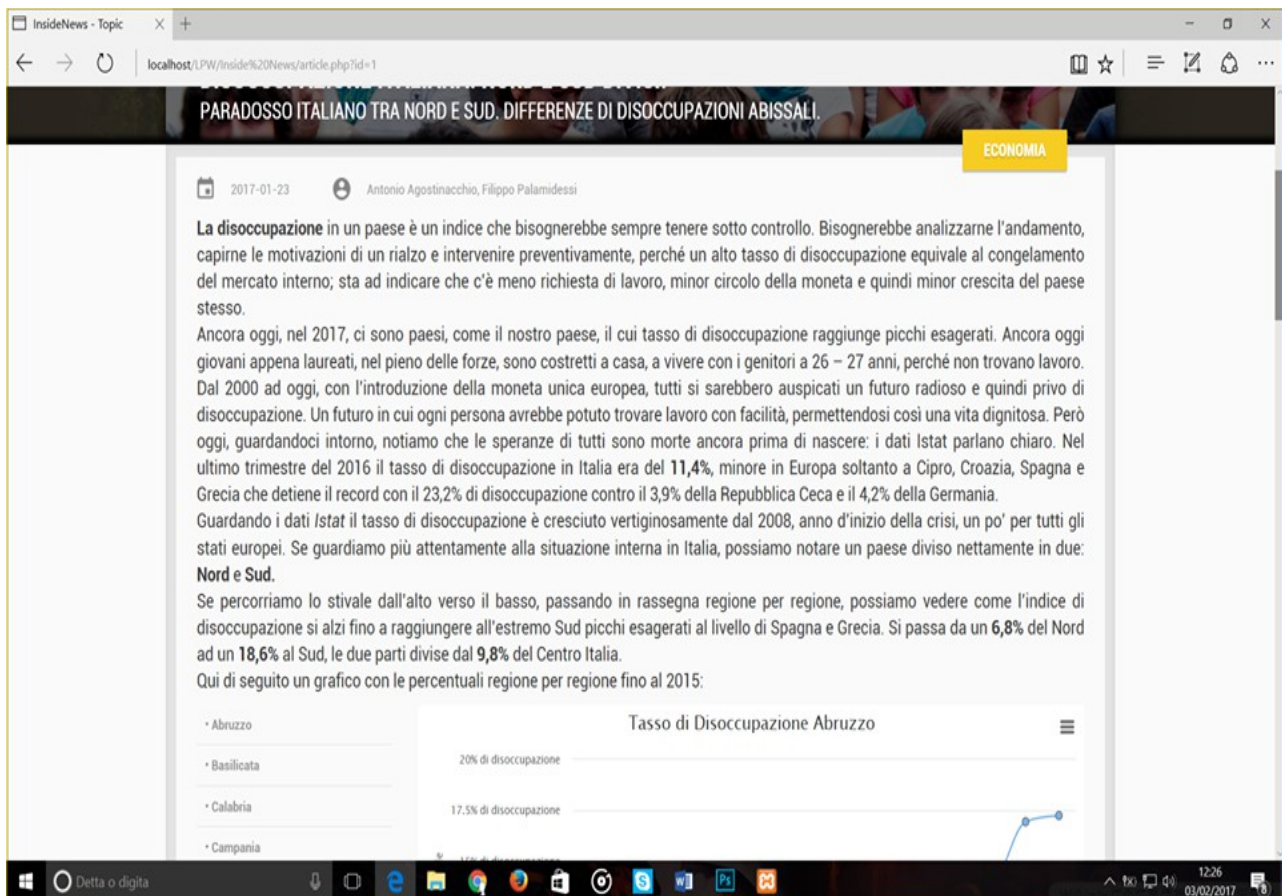 InsideNews - Topic
localhost/LPW/Inside%20News/article.php?id=1
PARADOSSO ITALIANO TRA NORD E SUD. DIFFERENZE DI DISOCCUPAZIONI ABISSALI.
ECONOMIA
2017-01-23 Antonio Agostinacchio, Filippo Palamidessi
La disoccupazione in un paese è un indice che bisognerebbe sempre tenere sotto controllo. Bisognerebbe analizzarne l'andamento,
capirne le motivazioni di un rialzo e intervenire preventivamente, perché un alto tasso di disoccupazione equivale al congelamento
del mercato interno; sta ad indicare che c'è meno richiesta di lavoro, minor circolo della moneta e quindi minor crescita del paese
stesso.
Ancora oggi, nel 2017, ci sono paesi, come il nostro paese, il cui tasso di disoccupazione raggiunge picchi esagerati. Ancora oggi
giovani appena laureati, nel pieno delle forze, sono costretti a casa, a vivere con i genitori a 26 – 27 anni, perché non trovano lavoro.
Dal 2000 ad oggi, con l'introduzione della moneta unica europea, tutti si sarebbero auspicati un futuro radioso e quindi privo di
disoccupazione. Un futuro in cui ogni persona avrebbe potuto trovare lavoro con facilità, permettendosi così una vita dignitosa. Però
oggi, guardandoci intorno, notiamo che le speranze di tutti sono morte ancora prima di nascere: i dati Istat parlano chiaro. Nel
ultimo trimestre del 2016 il tasso di disoccupazione in Italia era del 11,4%, minore in Europa soltanto a Cipro, Croazia, Spagna e
Grecia che detiene il record con il 23,2% di disoccupazione contro il 3,9% della Repubblica Ceca e il 4,2% della Germania.
Guardando i dati Istat il tasso di disoccupazione è cresciuto vertiginosamente dal 2008, anno d'inizio della crisi, un po' per tutti gli
stati europei. Se guardiamo più attentamente alla situazione interna in Italia, possiamo notare un paese diviso nettamente in due:
Nord e Sud.
Se percorriamo lo stivale dall'alto verso il basso, passando in rassegna regione per regione, possiamo vedere come l'indice di
disoccupazione si alzi fino a raggiungere all'estremo Sud picchi esagerati al livello di Spagna e Grecia. Si passa da un 6,8% del Nord
ad un 18,6% al Sud, le due parti divise dal 9,8% del Centro Italia.
Qui di seguito un grafico con le percentuali regione per regione fino al 2015:
• Abruzzo
• Basilicata
• Calabria
• Campania
Tasso di Disoccupazione Abruzzo
20% di disoccupazione
17.5% di disoccupazione
15% di disoccupazione
Detta o digita
12:26
03/02/2017
8